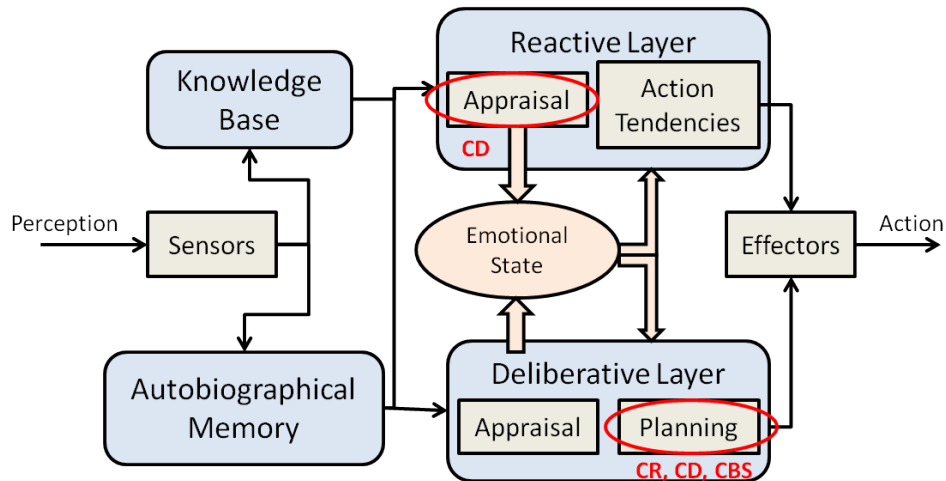 Reactive Layer
Knowledge
Base
Appraisal
Action
Tendencies
CD
Perception
Sensors
Emotional
State
Effectors
Action
Autobiographical
Memory
Deliberative Layer
Appraisal
Planning
CR, CD, CBS